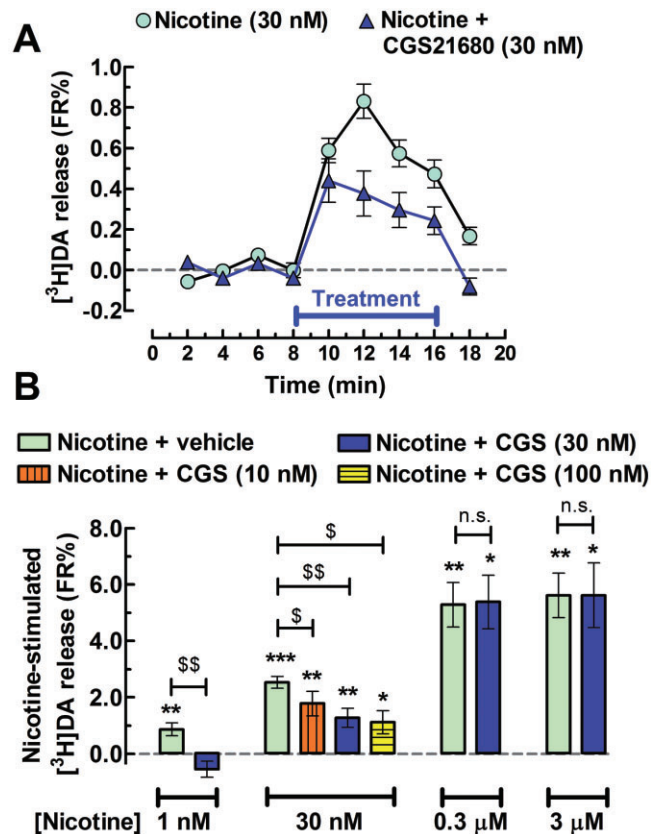 Nicotine (30 nM)
Nicotine +
CGS21680 (30 nM)
A
[³H]DA release (FR%)
1.0
0.8
0.6
0.4
0.2
0.0
-0.2
Treatment
0 2 4 6 8 10 12 14 16 18 20
Time (min)
B
Nicotine + vehicle
Nicotine + CGS (30 nM)
Nicotine + CGS (10 nM)
Nicotine + CGS (100 nM)
Nicotine-stimulated
[³H]DA release (FR%)
8.0
6.0
4.0
2.0
0.0
$$
**
$
$$
$
*** ** ** *
n.s.
** *
n.s.
** *
[Nicotine] 1 nM 30 nM 0.3 µM 3 µM